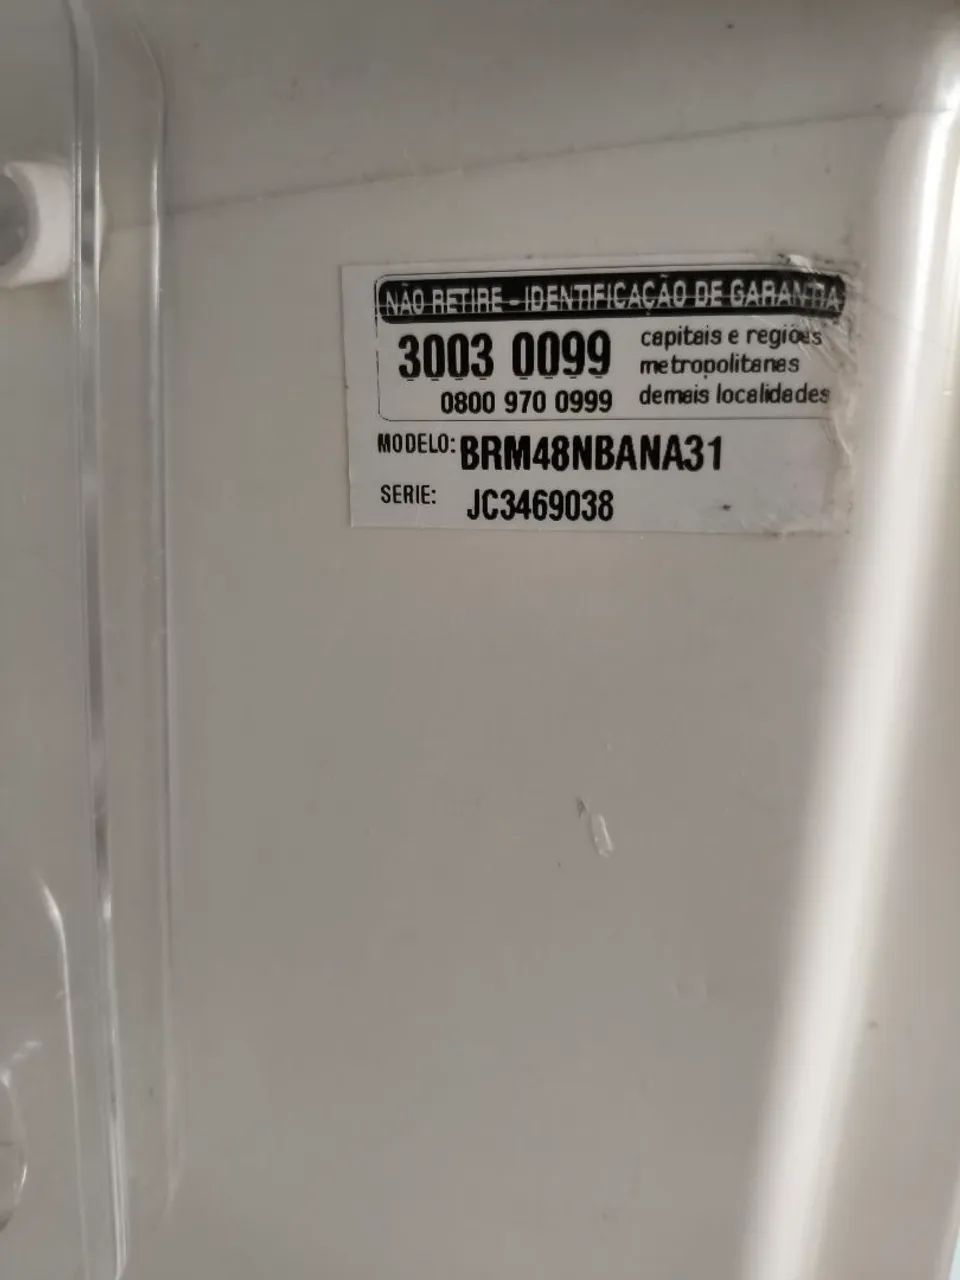 NÃO RETIRE - IDENTIFICAÇÃO DE GARANTIA
3003 0099 capitais e regiões
metropolitanas
0800 970 0999 demais localidades
MODELO: BRM48NBANA31
SERIE: JC3469038